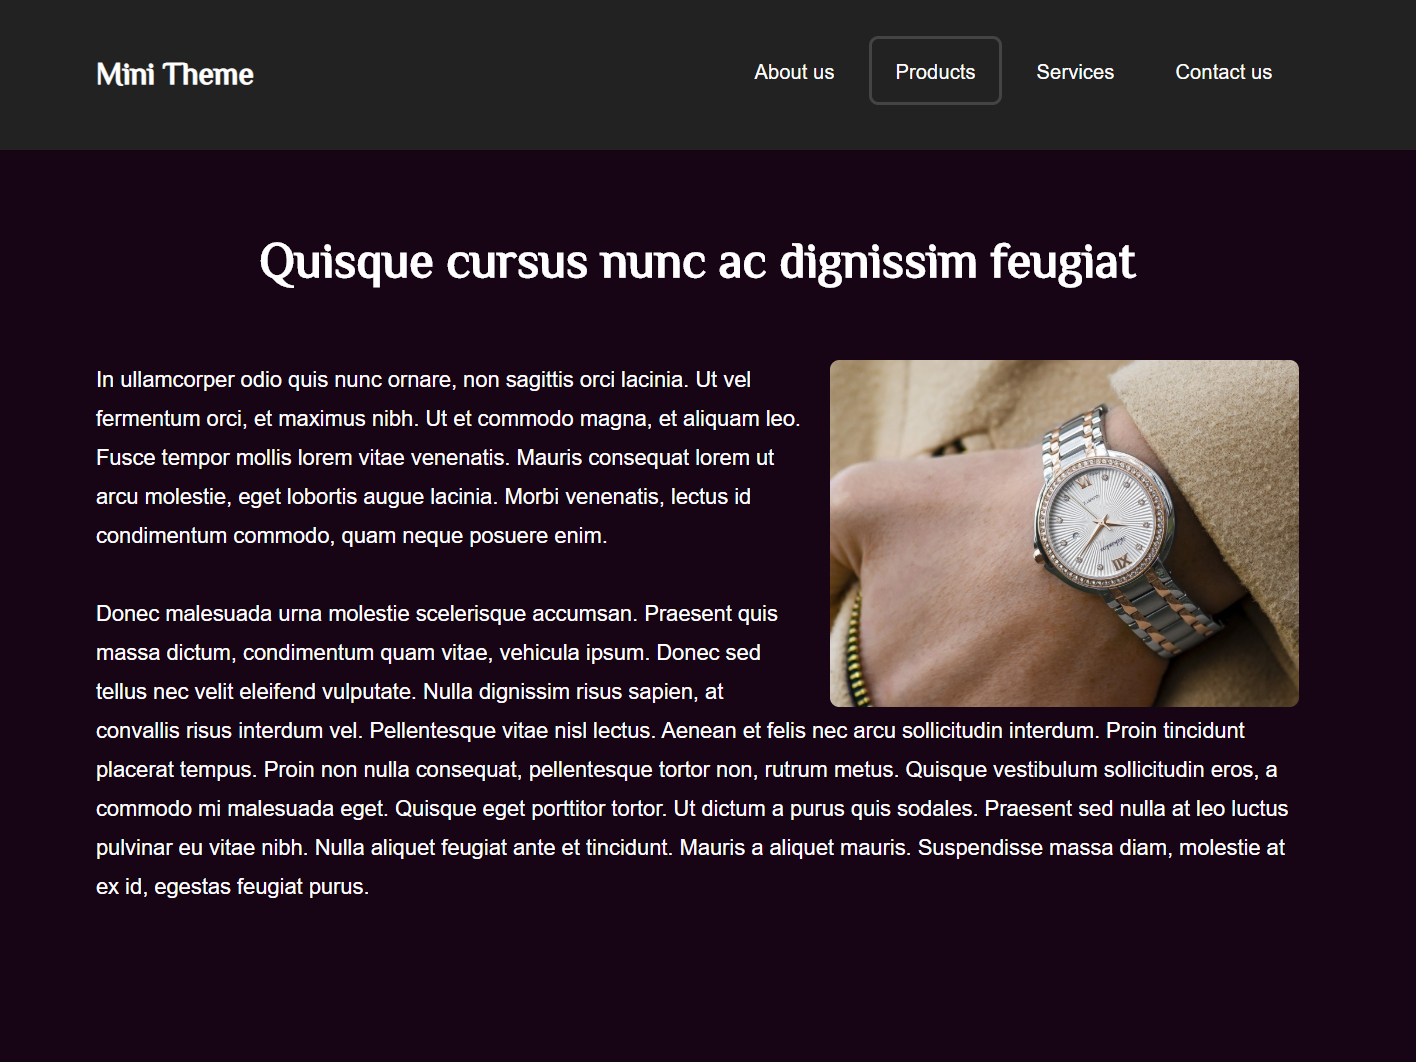 Mini Theme
About us
Products
Services
Contact us
Quisque cursus nunc ac dignissim feugiat
In ullamcorper odio quis nunc ornare, non sagittis orci lacinia. Ut vel
fermentum orci, et maximus nibh. Ut et commodo magna, et aliquam leo.
Fusce tempor mollis lorem vitae venenatis. Mauris consequat lorem ut
arcu molestie, eget lobortis augue lacinia. Morbi venenatis, lectus id
condimentum commodo, quam neque posuere enim.
XII
Donec malesuada urna molestie scelerisque accumsan. Praesent quis
massa dictum, condimentum quam vitae, vehicula ipsum. Donec sed
tellus nec velit eleifend vulputate. Nulla dignissim risus sapien, at
convallis risus interdum vel. Pellentesque vitae nisl lectus. Aenean et felis nec arcu sollicitudin interdum. Proin tincidunt
placerat tempus. Proin non nulla consequat, pellentesque tortor non, rutrum metus. Quisque vestibulum sollicitudin eros, a
commodo mi malesuada eget. Quisque eget porttitor tortor. Ut dictum a purus quis sodales. Praesent sed nulla at leo luctus
pulvinar eu vitae nibh. Nulla aliquet feugiat ante et tincidunt. Mauris a aliquet mauris. Suspendisse massa diam, molestie at
ex id, egestas feugiat purus.